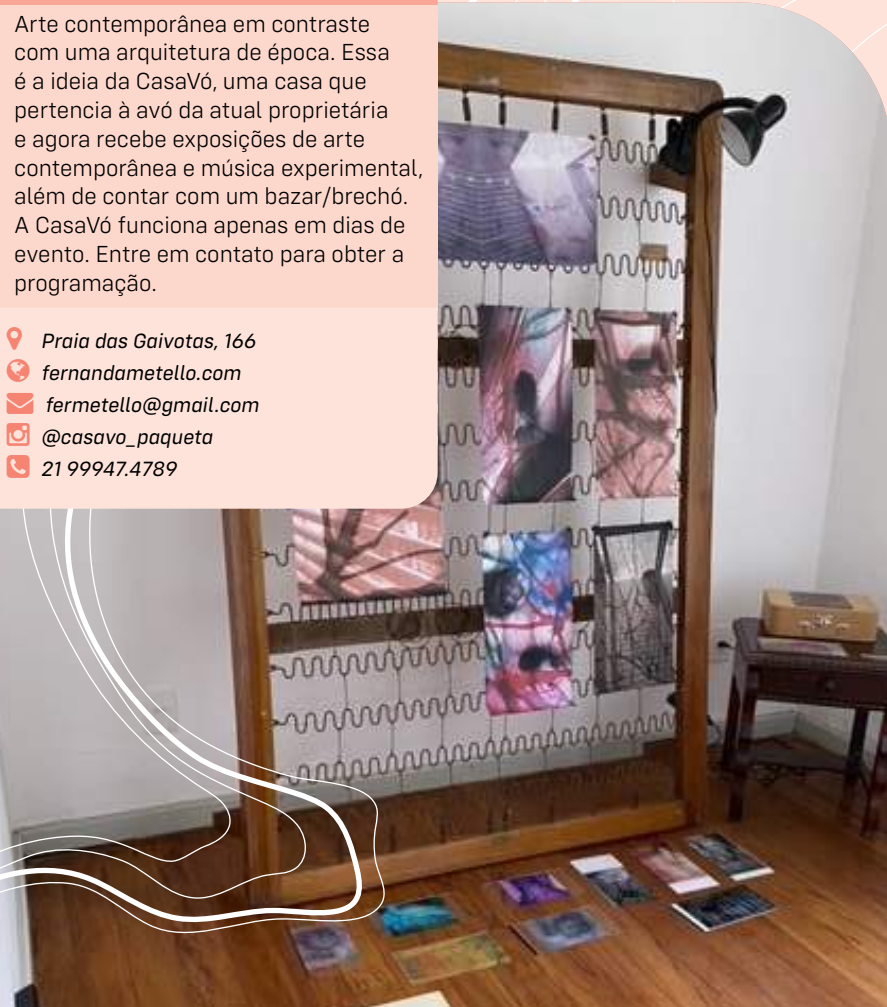 Arte contemporânea em contraste
com uma arquitetura de época. Essa
é a ideia da CasaVó, uma casa que
pertencia à avó da atual proprietária
e agora recebe exposições de arte
contemporânea e música experimental,
além de contar com um bazar/brechó.
A CasaVó funciona apenas em dias de
evento. Entre em contato para obter a
programação.
Praia das Gaivotas, 166
fernandametello.com
fermetello@gmail.com
@casavo_paqueta
21 99947.4789